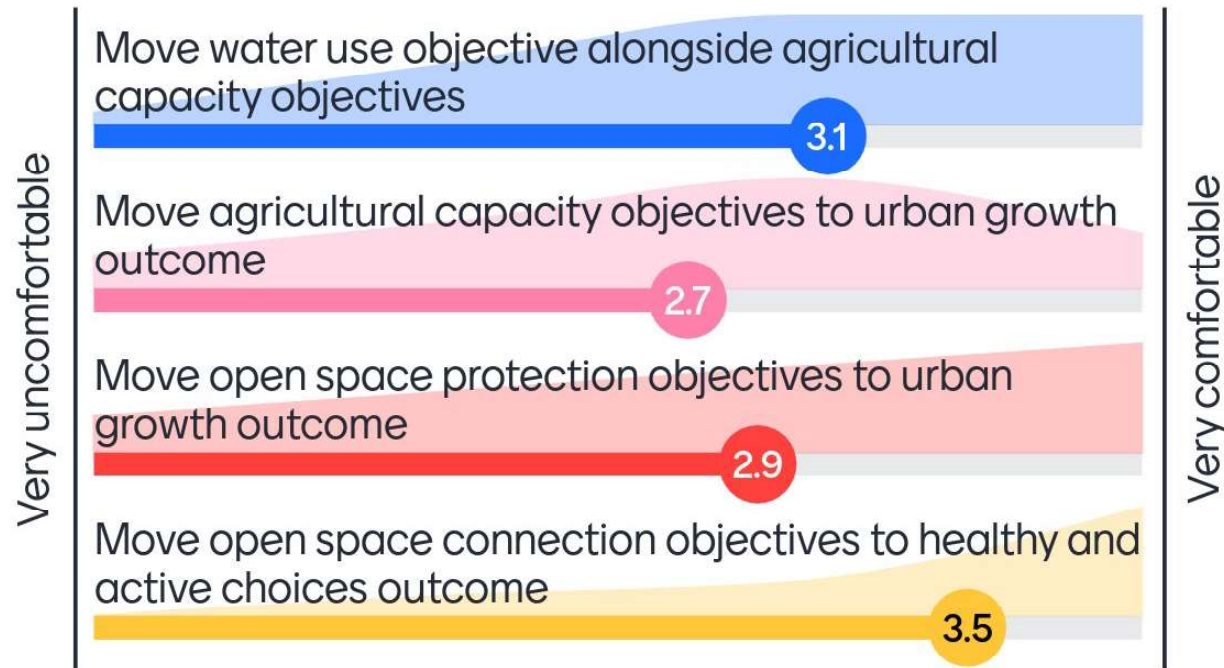 Very uncomfortable
Move water use objective alongside agricultural
capacity objectives
3.1
Move agricultural capacity objectives to urban growth
outcome
2.7
Move open space protection objectives to urban
growth outcome
2.9
Move open space connection objectives to healthy and
active choices outcome
3.5
Very comfortable